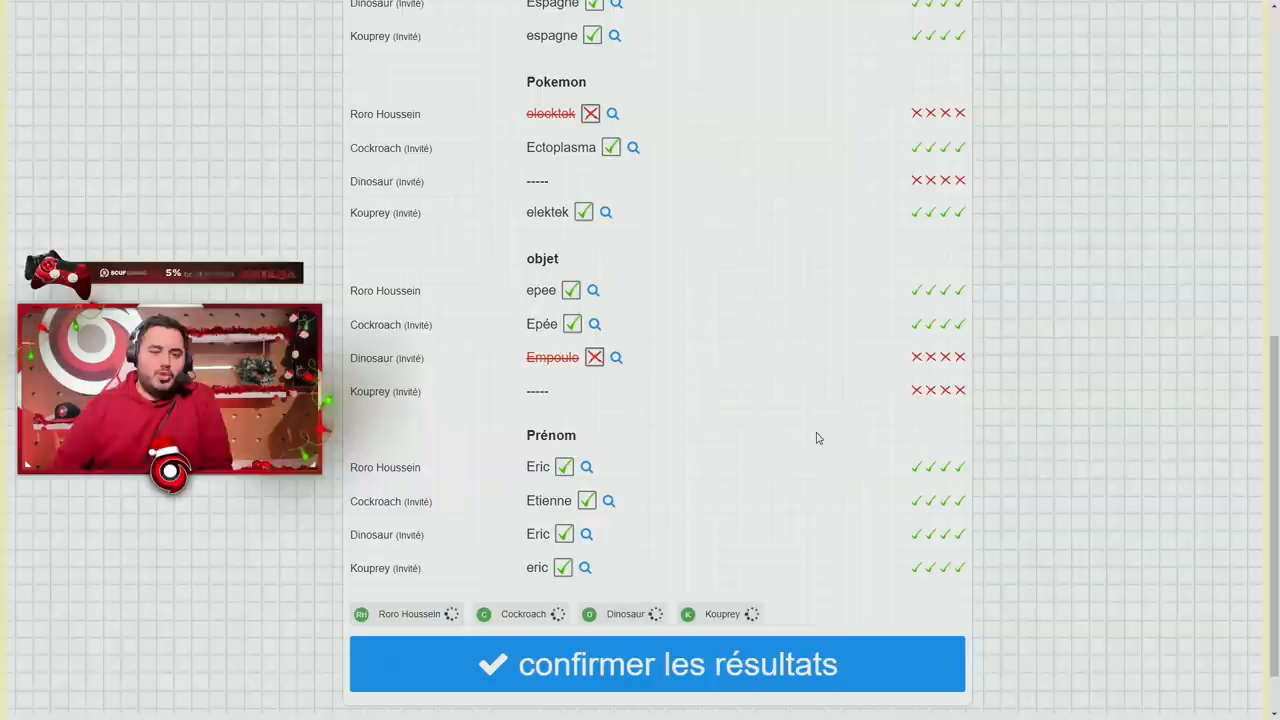 Dinosaur (Invité) Espagne
Kouprey (Invité) espagne
Pokemon
Roro Houssein elecktek
Cockroach (Invité) Ectoplasma
Dinosaur (Invité) -----
Kouprey (Invité) elektek
objet
Roro Houssein epee
Cockroach (Invité) Epée
SCUF GAMING 5%
Dinosaur (Invité) Empoule
Kouprey (Invité) -----
Prénom
Roro Houssein Eric
Cockroach (Invité) Etienne
Dinosaur (Invité) Eric
Kouprey (Invité) eric
RH Roro Houssein C Cockroach D Dinosaur K Kouprey
confirmer les résultats